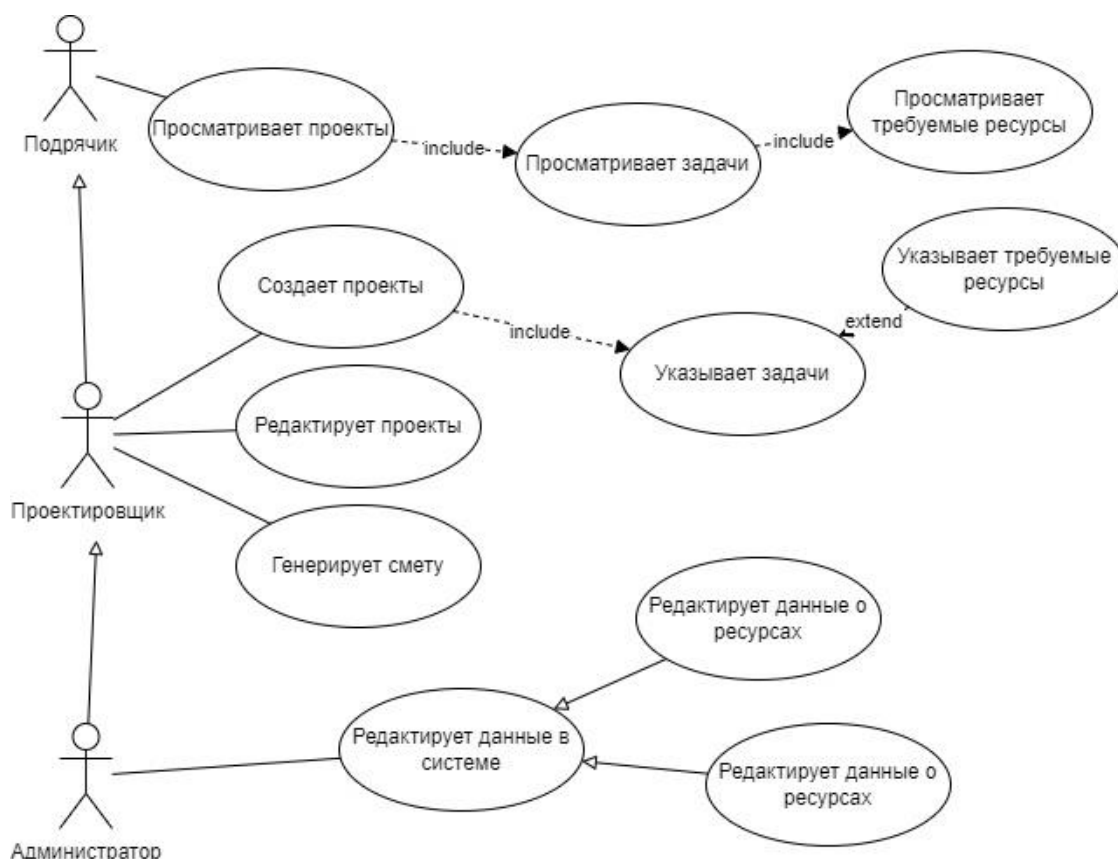 Подрячик
Просматривает проекты
include
Просматривает задачи
include
Просматривает
требуемые ресурсы
Создает проекты
include
Указывает задачи
extend
Указывает требуемые
ресурсы
Редактирует проекты
Проектировщик
Генерирует смету
Редактирует данные о
ресурсах
Редактирует данные в
системе
Редактирует данные о
ресурсах
Администратор